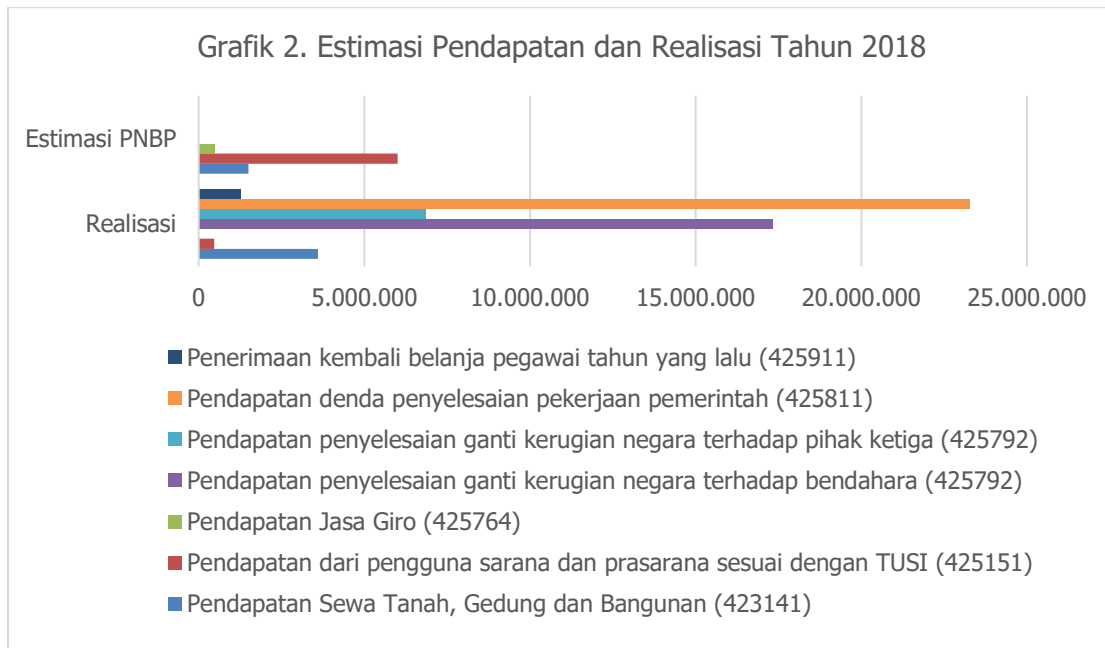 Grafik 2. Estimasi Pendapatan dan Realisasi Tahun 2018
Estimasi PNBP
Realisasi
0 5.000.000 10.000.000 15.000.000 20.000.000 25.000.000
Penerimaan kembali belanja pegawai tahun yang lalu (425911)
Pendapatan denda penyelesaian pekerjaan pemerintah (425811)
Pendapatan penyelesaian ganti kerugian negara terhadap pihak ketiga (425792)
Pendapatan penyelesaian ganti kerugian negara terhadap bendahara (425792)
Pendapatan Jasa Giro (425764)
Pendapatan dari pengguna sarana dan prasarana sesuai dengan TUSI (425151)
Pendapatan Sewa Tanah, Gedung dan Bangunan (423141)